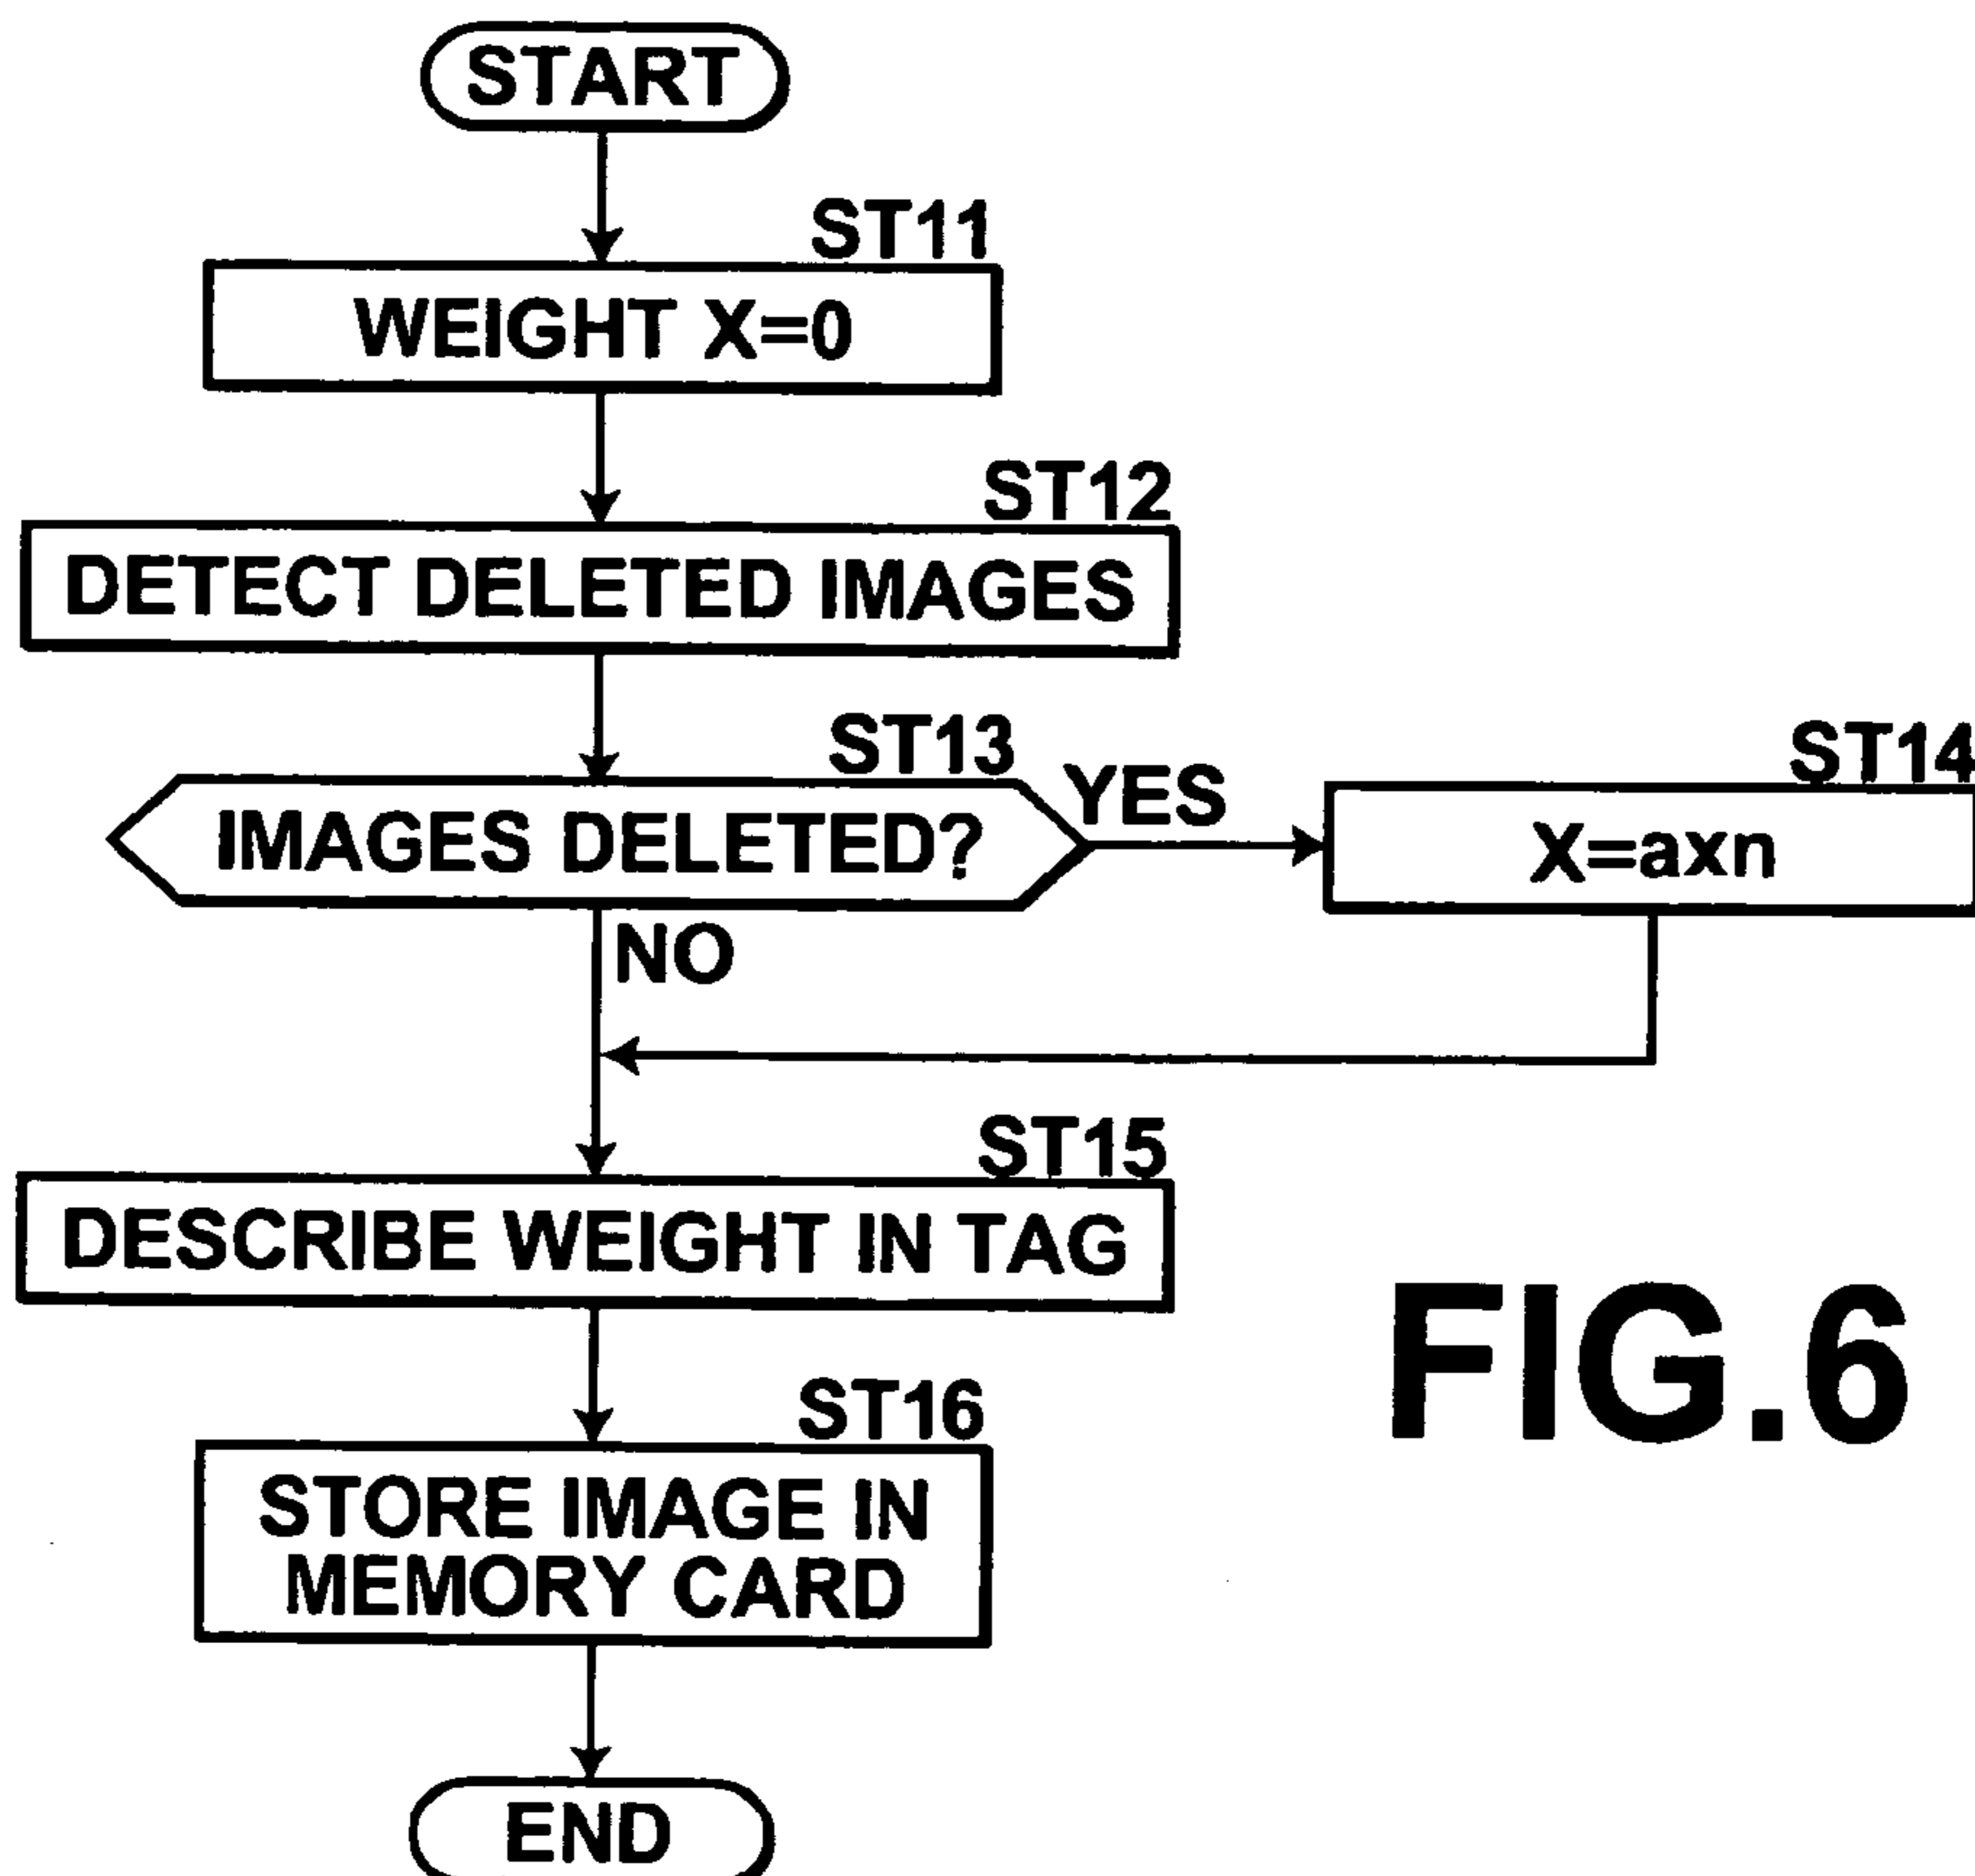 START
ST11
WEIGHT X=0
ST12
DETECT DELETED IMAGES
ST13
IMAGES DELETED?
YES
ST14
X=axn
NO
ST15
DESCRIBE WEIGHT IN TAG
ST16
STORE IMAGE IN
MEMORY CARD
END
FIG.6